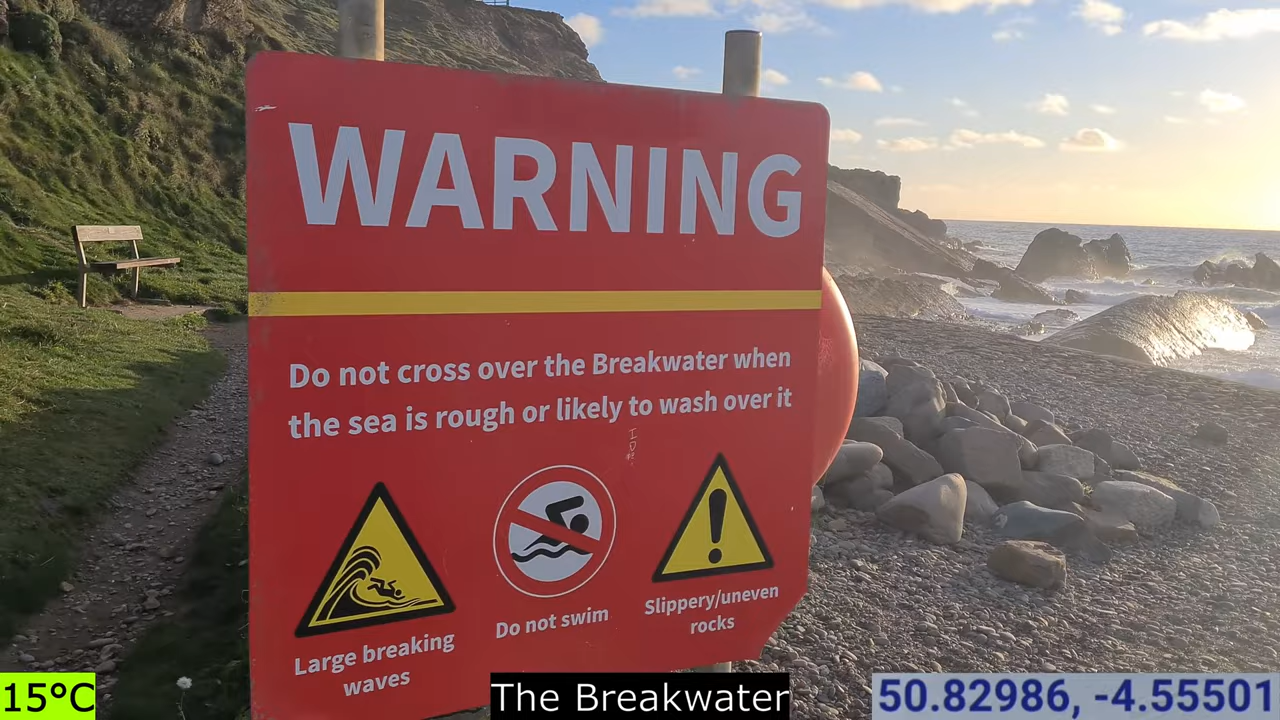 WARNING
Do not cross over the Breakwater when
the sea is rough or likely to wash over it
Large breaking
waves
Do not swim
Slippery/uneven
rocks
15°C
The Breakwater
50.82986, -4.55501